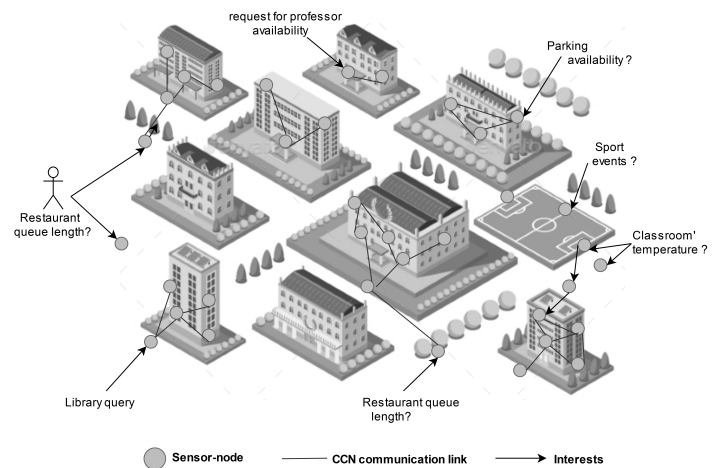 request for professor
availability
Parking
availability ?
Sport
events ?
Restaurant
queue length?
Classroom'
temperature ?
Library query
Restaurant queue
length?
Sensor-node
CCN communication link
Interests